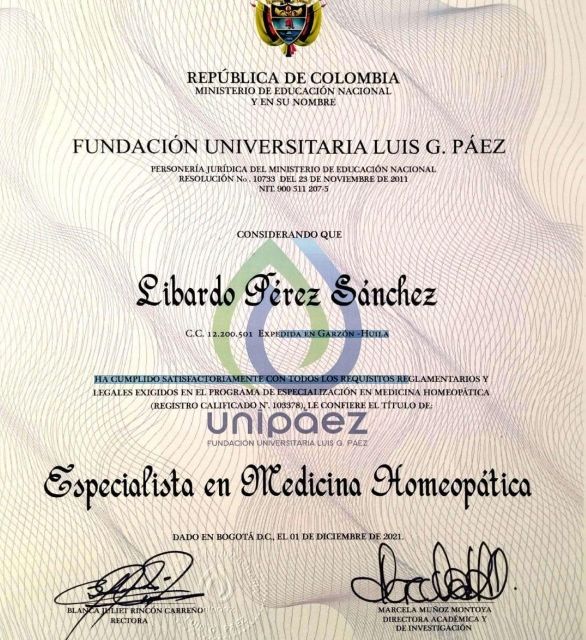 REPÚBLICA DE COLOMBIA
MINISTERIO DE EDUCACIÓN NACIONAL
Y EN SU NOMBRE
FUNDACIÓN UNIVERSITARIA LUIS G. PÁEZ
PERSONERÍA JURÍDICA DEL MINISTERIO DE EDUCACIÓN NACIONAL
RESOLUCIÓN No. 10733 DEL 23 DE NOVIEMBRE DE 2011
NIT. 900 511 207-5
CONSIDERANDO QUE
Libardo Pérez Sánchez
C.C. 12.200.501 EXPEDIDA EN GARZÓN -HUILA
HA CUMPLIDO SATISFACTORIAMENTE CON TODOS LOS REQUISITOS REGLAMENTARIOS Y
LEGALES EXIGIDOS EN EL PROGRAMA DE ESPECIALIZACIÓN EN MEDICINA HOMEOPÁTICA
(REGISTRO CALIFICADO N°. 103378), LE CONFIERE EL TÍTULO DE:
unipaez
FUNDACIÓN UNIVERSITARIA LUIS G. PÁEZ
Especialista en Medicina Homeopática
DADO EN BOGOTÁ D.C., EL 01 DE DICIEMBRE DE 2021.
BLANCA JULIET RINCÓN CARREÑO
RECTORA
MARCELA MUÑOZ MONTOYA
DIRECTORA ACADÉMICA Y
DE INVESTIGACIÓN